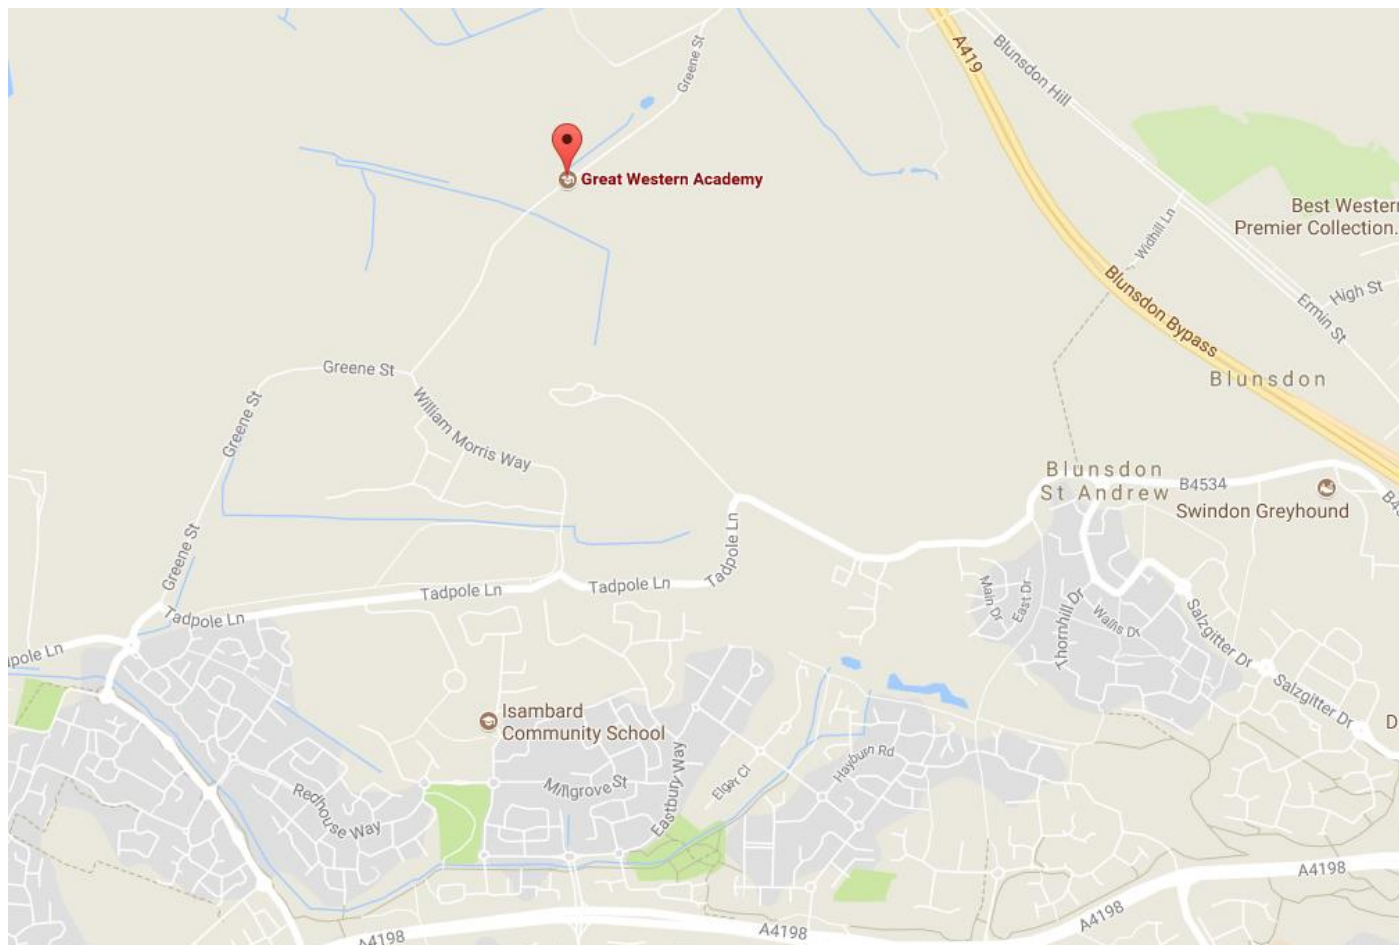 A419
Blunsdon Hill
Greene St
Great Western Academy
Best Western
Premier Collection.
Widhill Ln
High St
Ermin St
Blunsdon Bypass
Blunsdon
Greene St
Greene St
William Morris Way
Blunsdon
St Andrew
B4534
Swindon Greyhound
Greene St
Tadpole Ln
Tadpole Ln
Tadpole Ln
Tadpole Ln
Main Dr
East Dr
Thornhill Dr
Wallis Dr
Salzgitter Dr
Salzgitter Dr
Isambard
Community School
Redhouse Way
Millgrove St
Eastbury Way
Elgar Cl
Hayburn Rd
A4198
A4198
A4198
A4198